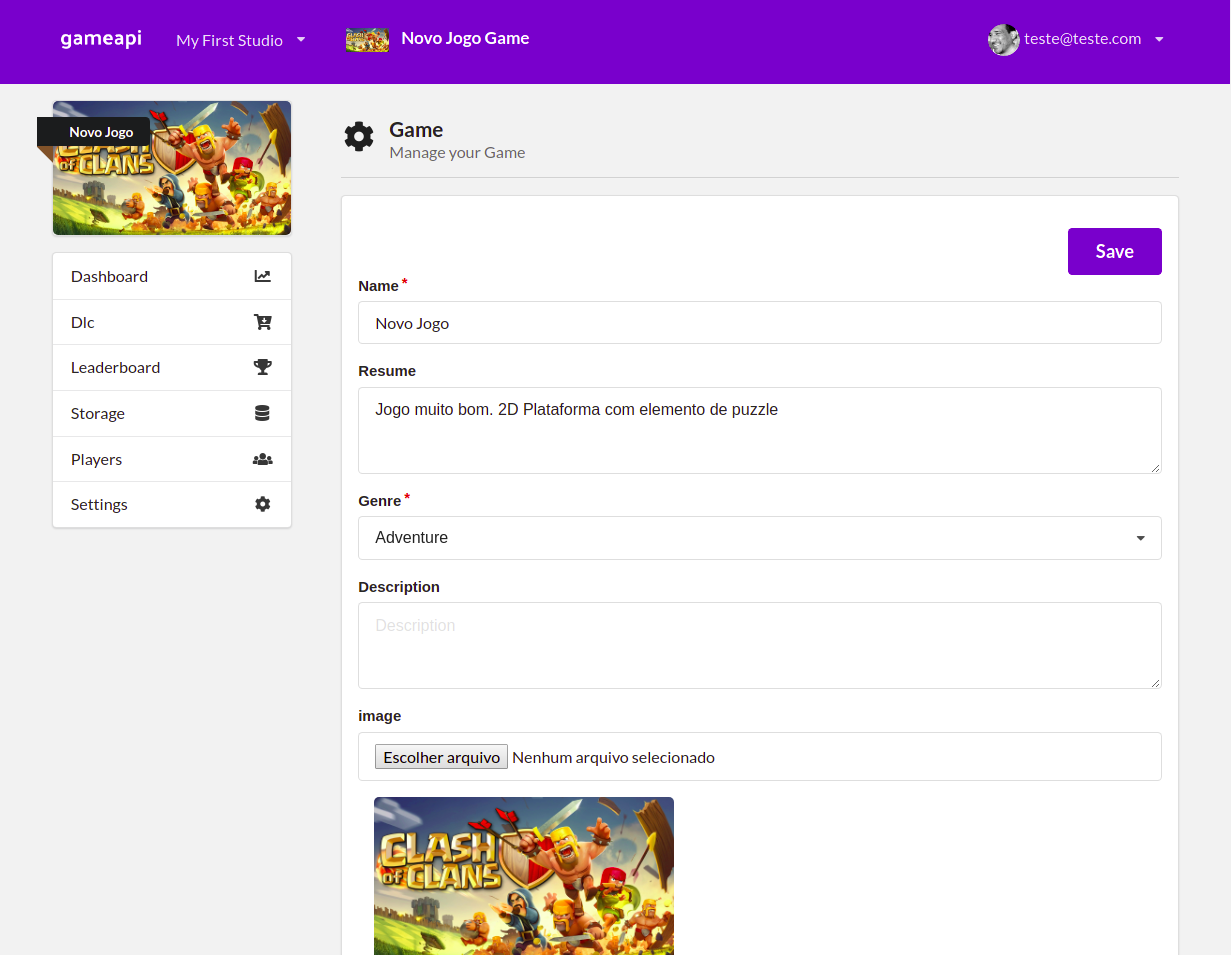 gameapi My First Studio Novo Jogo Game teste@teste.com
Novo Jogo
CLASH
OF CLANS
Dashboard
Dlc
Leaderboard
Storage
Players
Settings
Game
Manage your Game
Save
Name *
Novo Jogo
Resume
Jogo muito bom. 2D Plataforma com elemento de puzzle
Genre *
Adventure
Description
Description
image
Escolher arquivo Nenhum arquivo selecionado
CLASH
OF CLANS